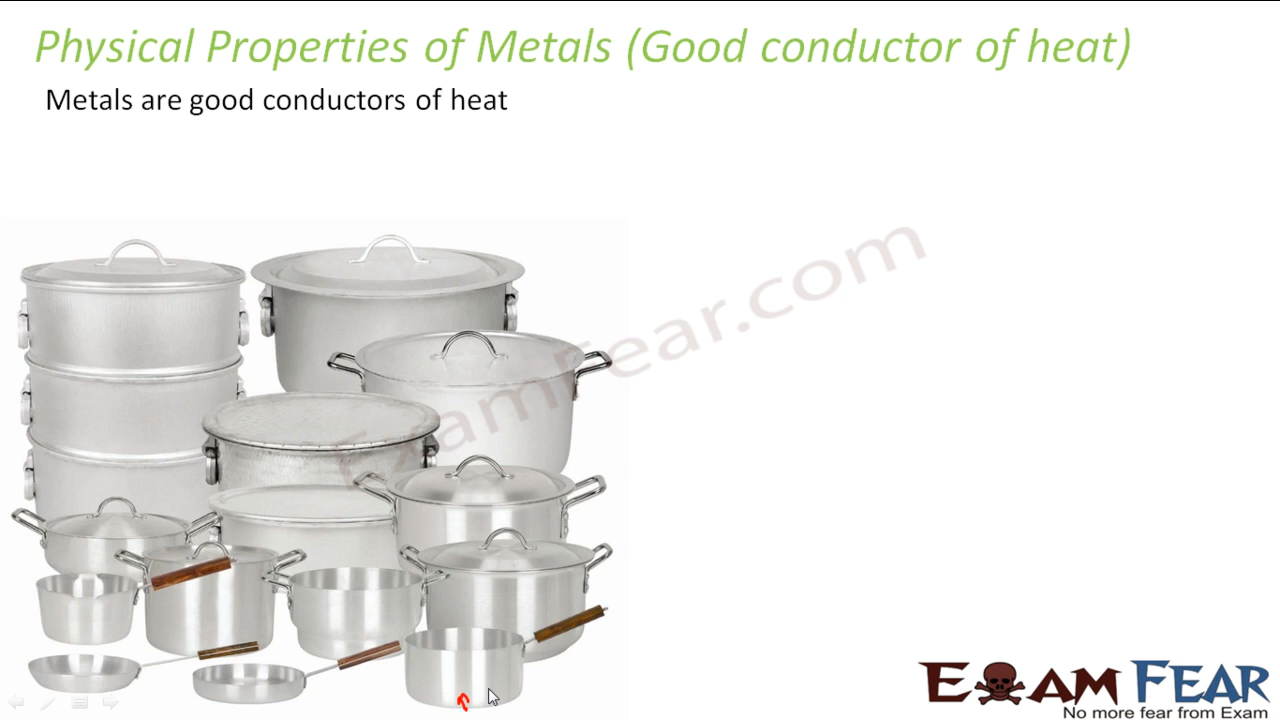 Physical Properties of Metals (Good conductor of heat)
Metals are good conductors of heat
ExamFear.com
EXAM FEAR
No more fear from Exam